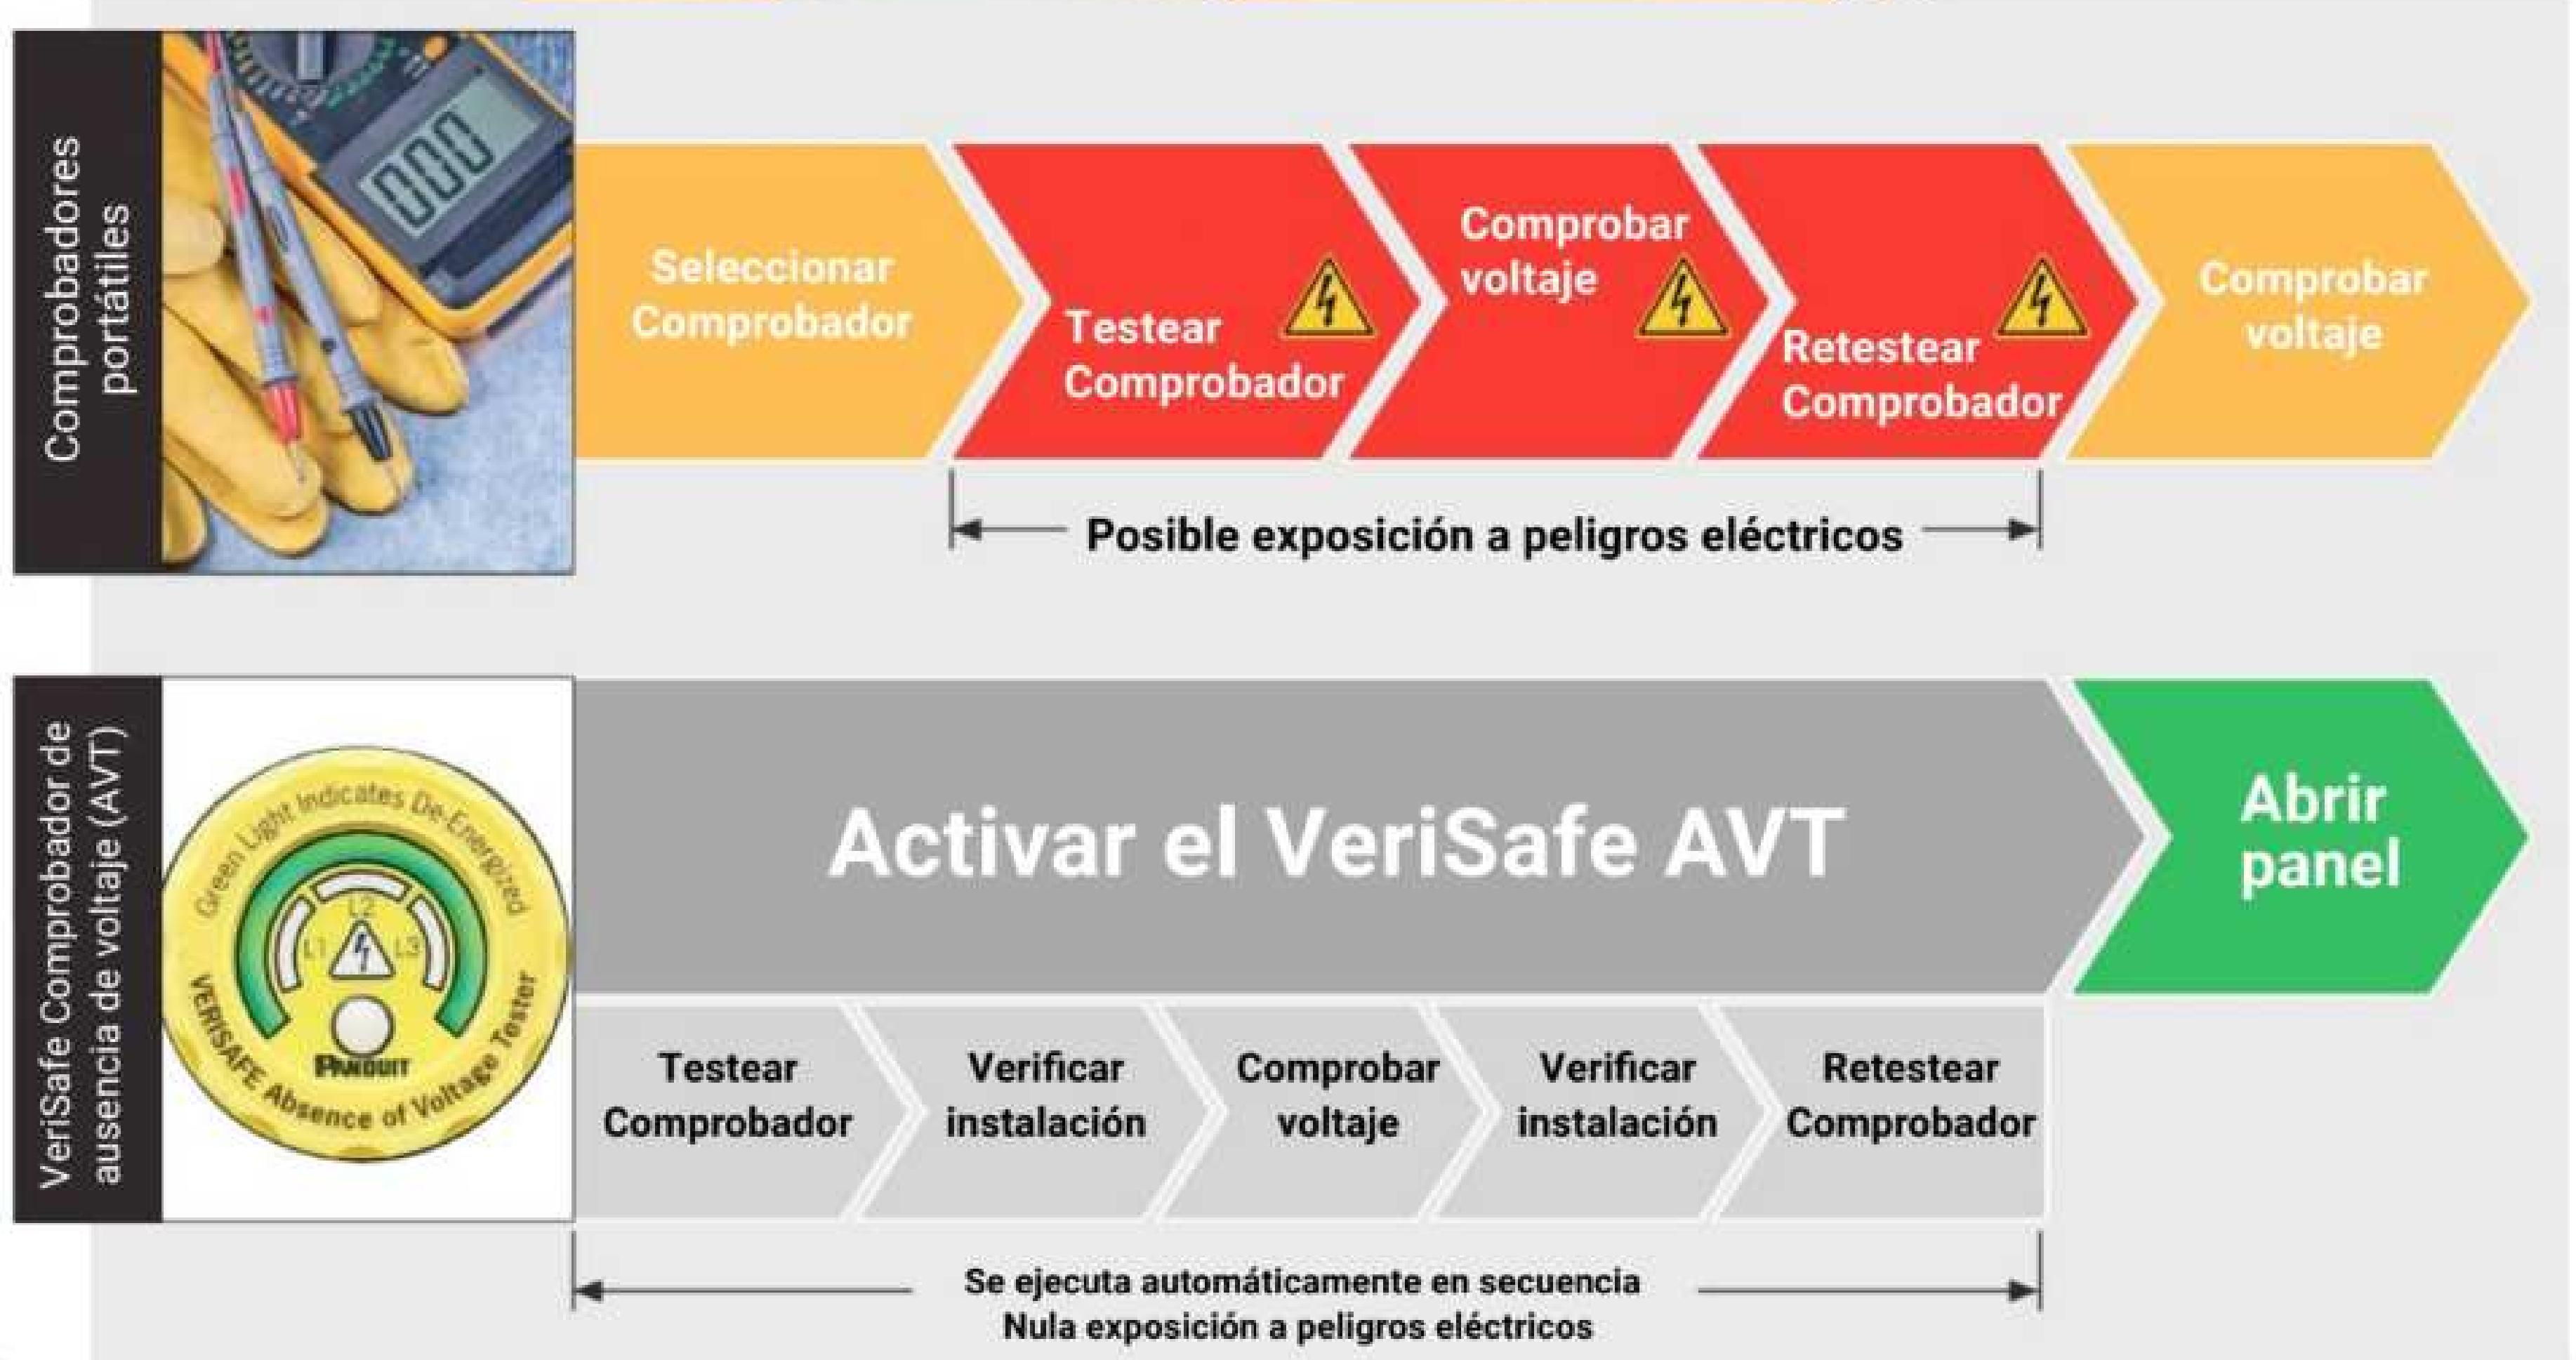 Comprobadores
portátiles
000
Seleccionar
Comprobador
Testear
Comprobador
Comprobar
voltaje
Retestear
Comprobador
Comprobar
voltaje
Posible exposición a peligros eléctricos
VeriSafe Comprobador de
ausencia de voltaje (AVT)
Green Light Indicates De-Energized
L1
L2
L3
PANDUIT
VERISAFE Absence of Voltage Tester
Activar el VeriSafe AVT
Abrir
panel
Testear
Comprobador
Verificar
instalación
Comprobar
voltaje
Verificar
instalación
Retestear
Comprobador
Se ejecuta automáticamente en secuencia
Nula exposición a peligros eléctricos